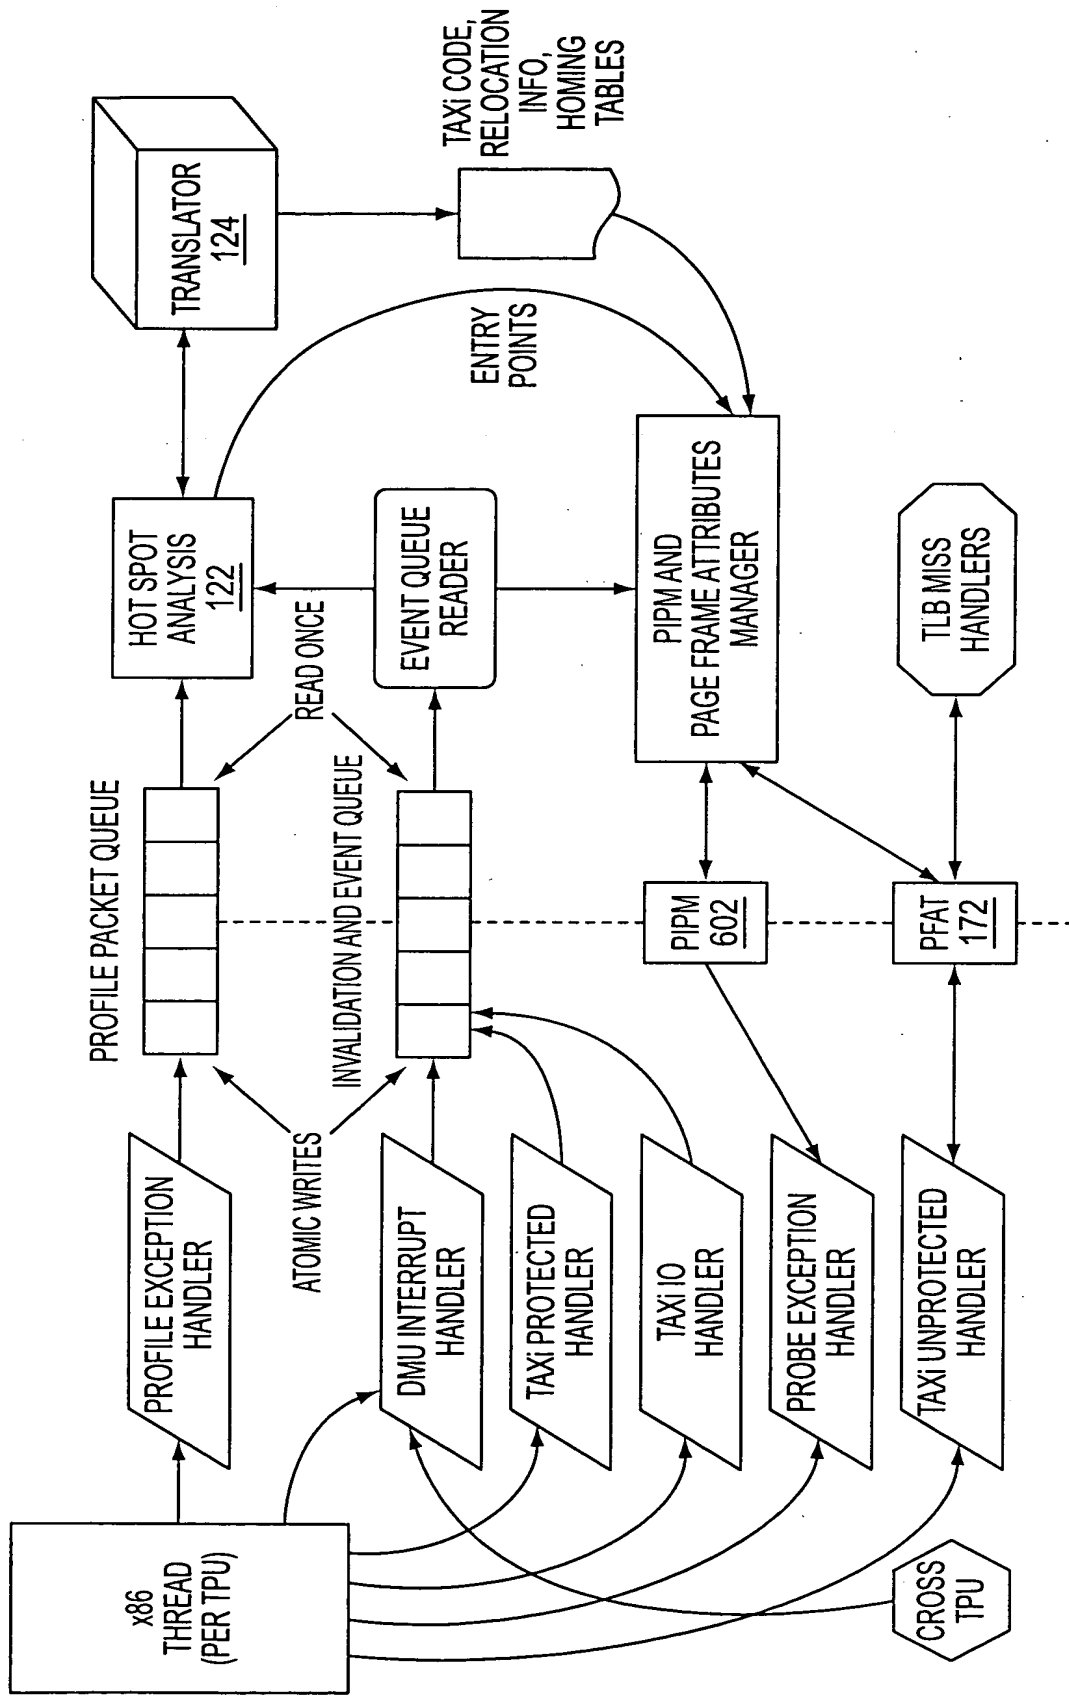 x86
THREAD
(PER TPU)
CROSS
TPU
PROFILE EXCEPTION
HANDLER
ATOMIC WRITES
DMU INTERRUPT
HANDLER
TAXi PROTECTED
HANDLER
TAXi IO
HANDLER
PROBE EXCEPTION
HANDLER
TAXi UNPROTECTED
HANDLER
PROFILE PACKET QUEUE
INVALIDATION AND EVENT QUEUE
READ ONCE
PIPM
602
PFAT
172
HOT SPOT
ANALYSIS
122
EVENT QUEUE
READER
PIPM AND
PAGE FRAME ATTRIBUTES
MANAGER
TLB MISS
HANDLERS
ENTRY
POINTS
TRANSLATOR
124
TAXi CODE,
RELOCATION
INFO,
HOMING
TABLES